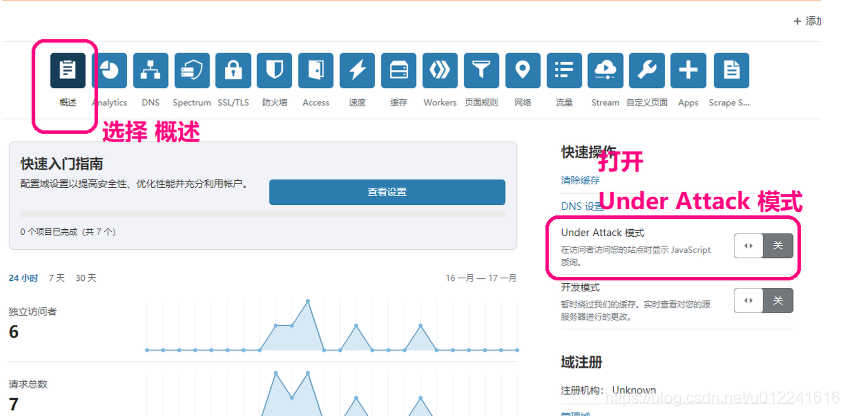 + 添加
概述
Analytics
DNS
Spectrum
SSL/TLS
防火墙
Access
速度
缓存
Workers
页面规则
网络
流量
Stream
自定义页面
Apps
Scrape S...
选择 概述
快速入门指南
配置域设置以提高安全性、优化性能并充分利用帐户。
查看设置
0 个项目已完成（共 7 个）
快速操作
打开
清除缓存
Under Attack 模式
DNS 设置
Under Attack 模式
在访问者访问您的站点时显示 JavaScript
质询。
关
开发模式
暂时绕过我们的缓存。实时查看对您的源
服务器进行的更改。
关
24 小时 7 天 30 天
16 一月 — 17 一月
独立访问者
6
请求总数
7
域注册
注册机构： Unknown
管理域
https://blog.csdn.net/u012241616